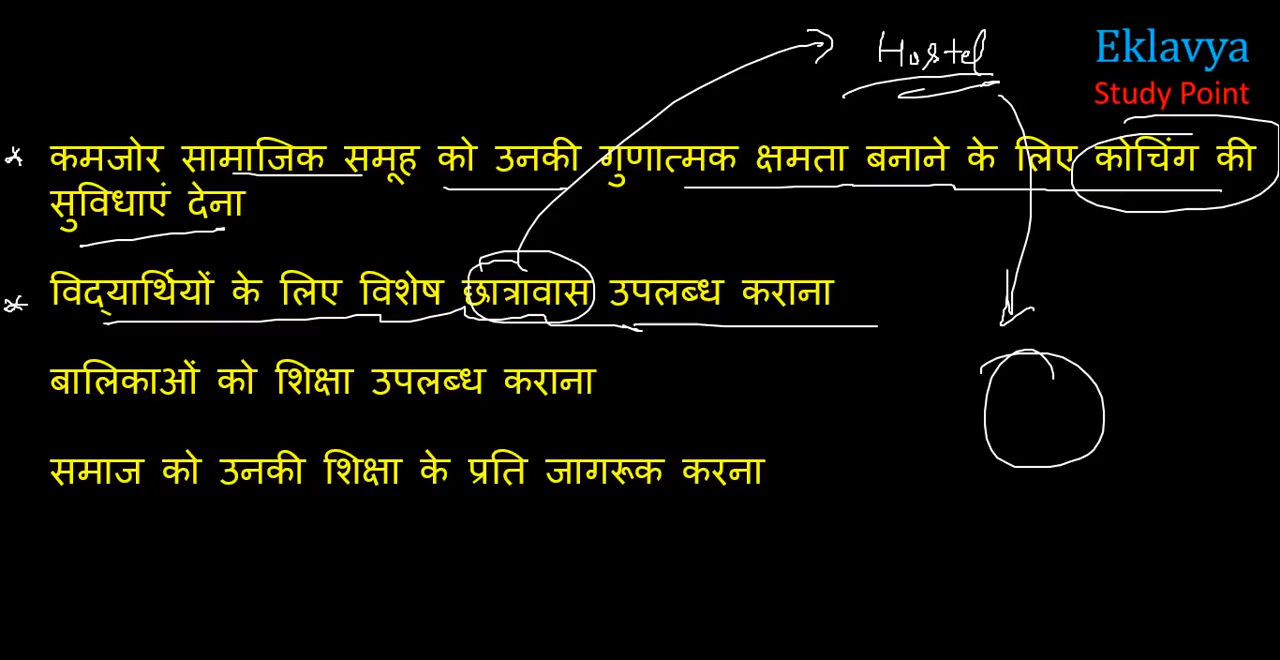 Hostel
Eklavya
Study Point
* कमजोर सामाजिक समूह को उनकी गुणात्मक क्षमता बनाने के लिए कोचिंग की
सुविधाएं देना
* विद्यार्थियों के लिए विशेष छात्रावास उपलब्ध कराना
बालिकाओं को शिक्षा उपलब्ध कराना
समाज को उनकी शिक्षा के प्रति जागरूक करना